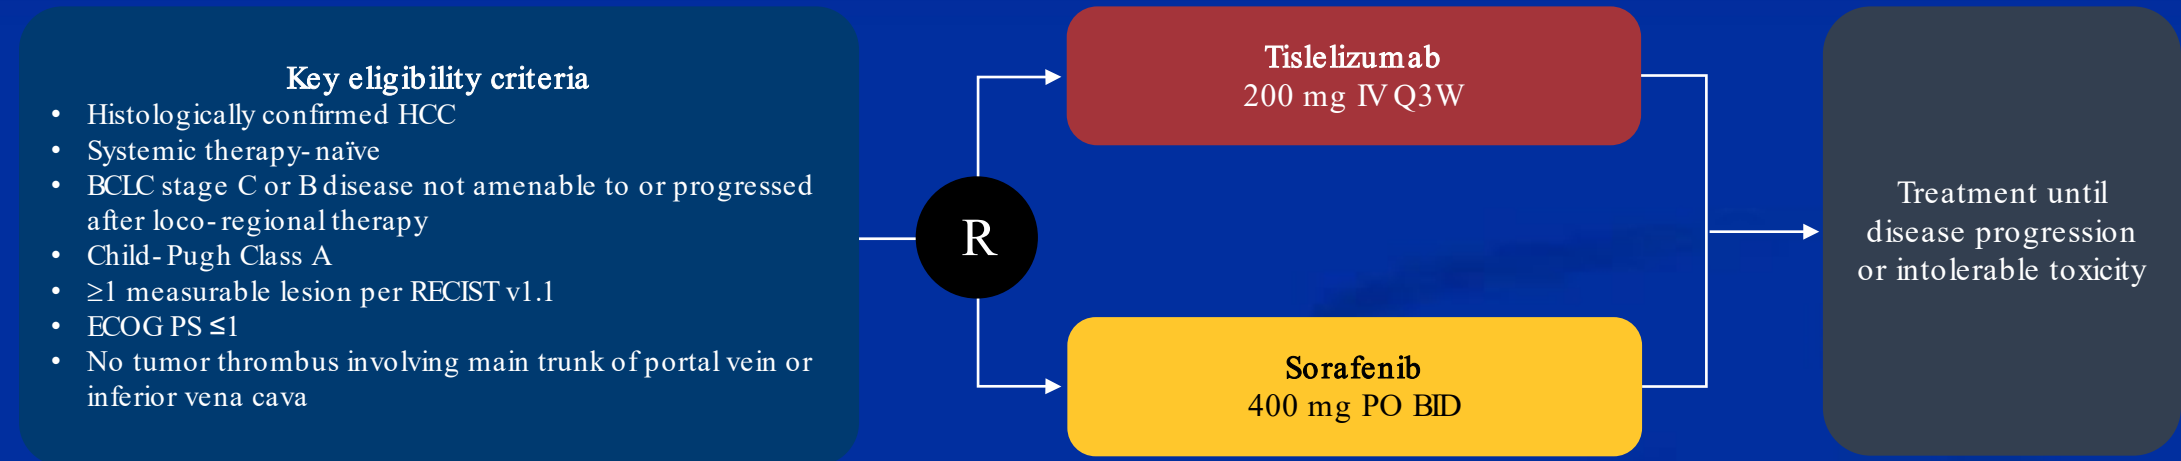 Key eligibility criteria
• Histologically confirmed HCC
• Systemic therapy-naïve
• BCLC stage C or B disease not amenable to or progressed
after loco-regional therapy
• Child-Pugh Class A
• ≥1 measurable lesion per RECIST v1.1
• ECOG PS ≤1
• No tumor thrombus involving main trunk of portal vein or
inferior vena cava
R
Tislelizumab
200 mg IV Q3W
Sorafenib
400 mg PO BID
Treatment until
disease progression
or intolerable toxicity